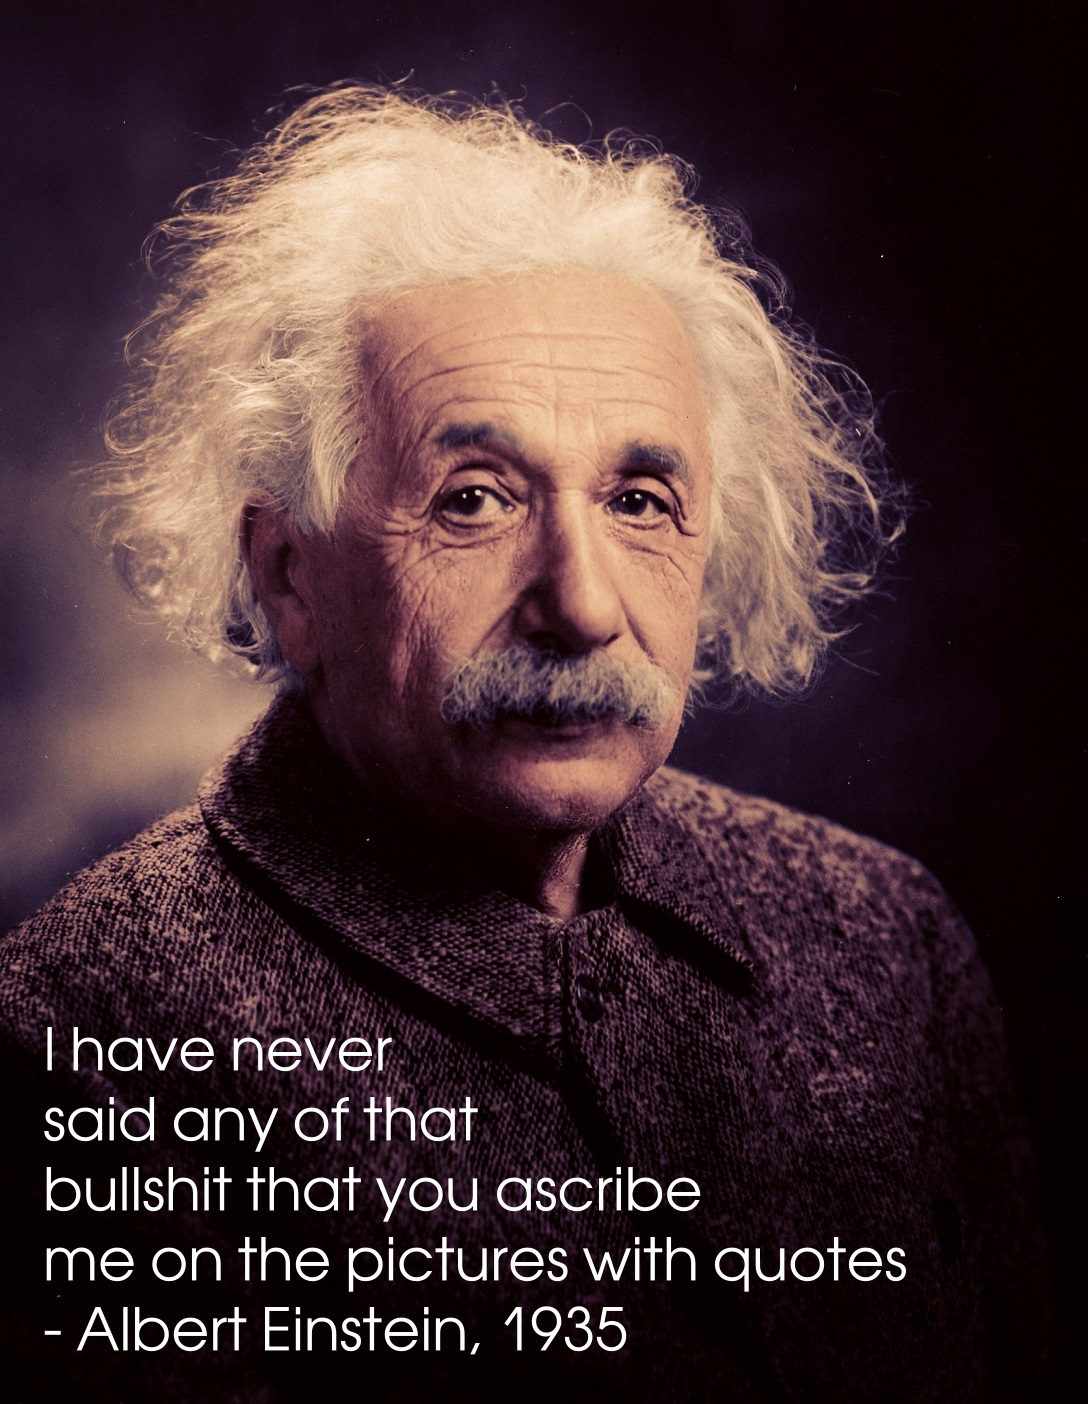 I have never
said any of that
bullshit that you ascribe
me on the pictures with quotes
- Albert Einstein, 1935